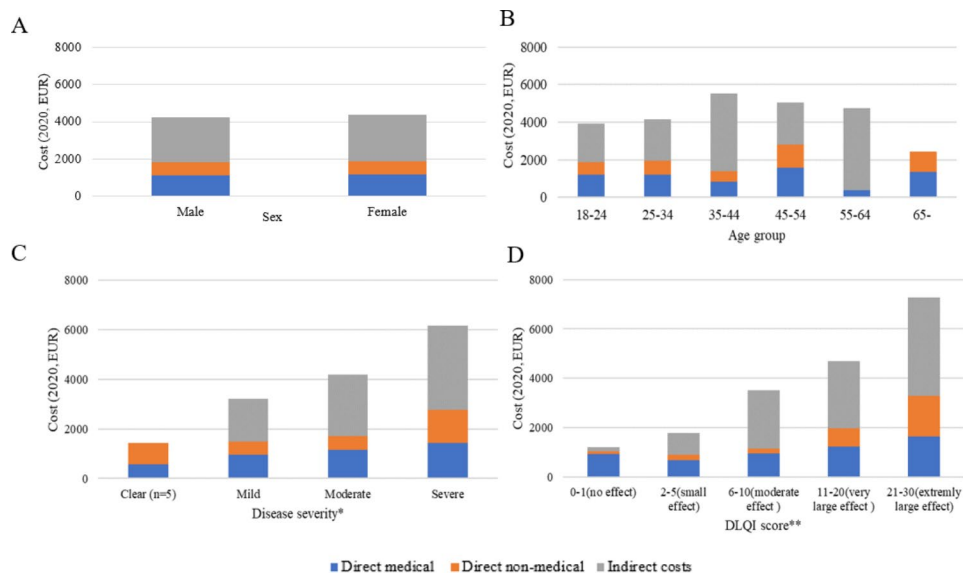 A
8000
6000
4000
2000
0
Cost (2020, EUR)
Male
Female
Sex
B
8000
6000
4000
2000
0
Cost (2020, EUR)
18-24
25-34
35-44
45-54
55-64
65-
Age group
C
8000
6000
4000
2000
0
Cost (2020, EUR)
Clear (n=5)
Mild
Moderate
Severe
Disease severity*
D
8000
6000
4000
2000
0
Cost (2020, EUR)
0-1(no effect)
2-5(small
effect)
6-10(moderate
effect )
11-20(very
large effect )
21-30(extremly
large effect)
DLQI score**
Direct medical
Direct non-medical
Indirect costs